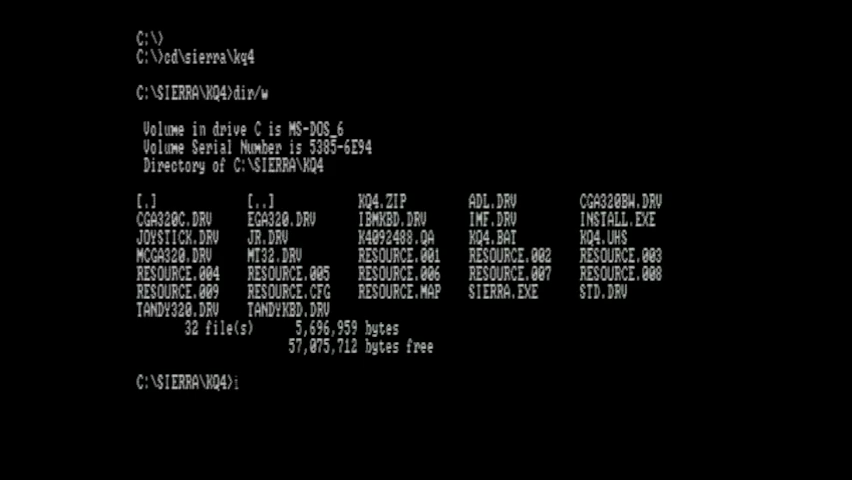 C:\>
C:\>cd\sierra\kq4
C:\SIERRA\KQ4>dir/w
Volume in drive C is MS-DOS_6
Volume Serial Number is 5385-6E94
Directory of C:\SIERRA\KQ4
[.] [..] KQ4.ZIP ADL.DRV CGA320BW.DRV
CGA320C.DRV EGA320.DRV IBMKBD.DRV IMF.DRV INSTALL.EXE
JOYSTICK.DRV JR.DRV K4092488.QA KQ4.BAT KQ4.UHS
MCGA320.DRV MT32.DRV RESOURCE.001 RESOURCE.002 RESOURCE.003
RESOURCE.004 RESOURCE.005 RESOURCE.006 RESOURCE.007 RESOURCE.008
RESOURCE.009 RESOURCE.CFG RESOURCE.MAP SIERRA.EXE STD.DRV
TANDY320.DRV TANDYKBD.DRV
32 file(s) 5,696,959 bytes
57,075,712 bytes free
C:\SIERRA\KQ4>i